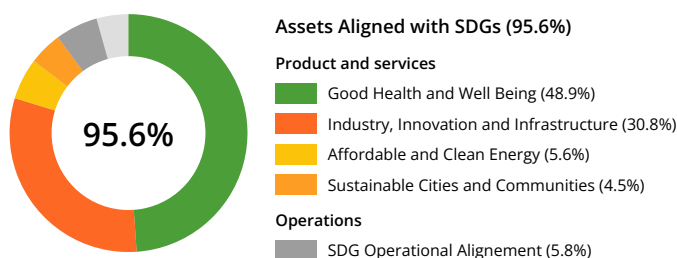 95.6%
Assets Aligned with SDGs (95.6%)
Product and services
Good Health and Well Being (48.9%)
Industry, Innovation and Infrastructure (30.8%)
Affordable and Clean Energy (5.6%)
Sustainable Cities and Communities (4.5%)
Operations
SDG Operational Alignement (5.8%)